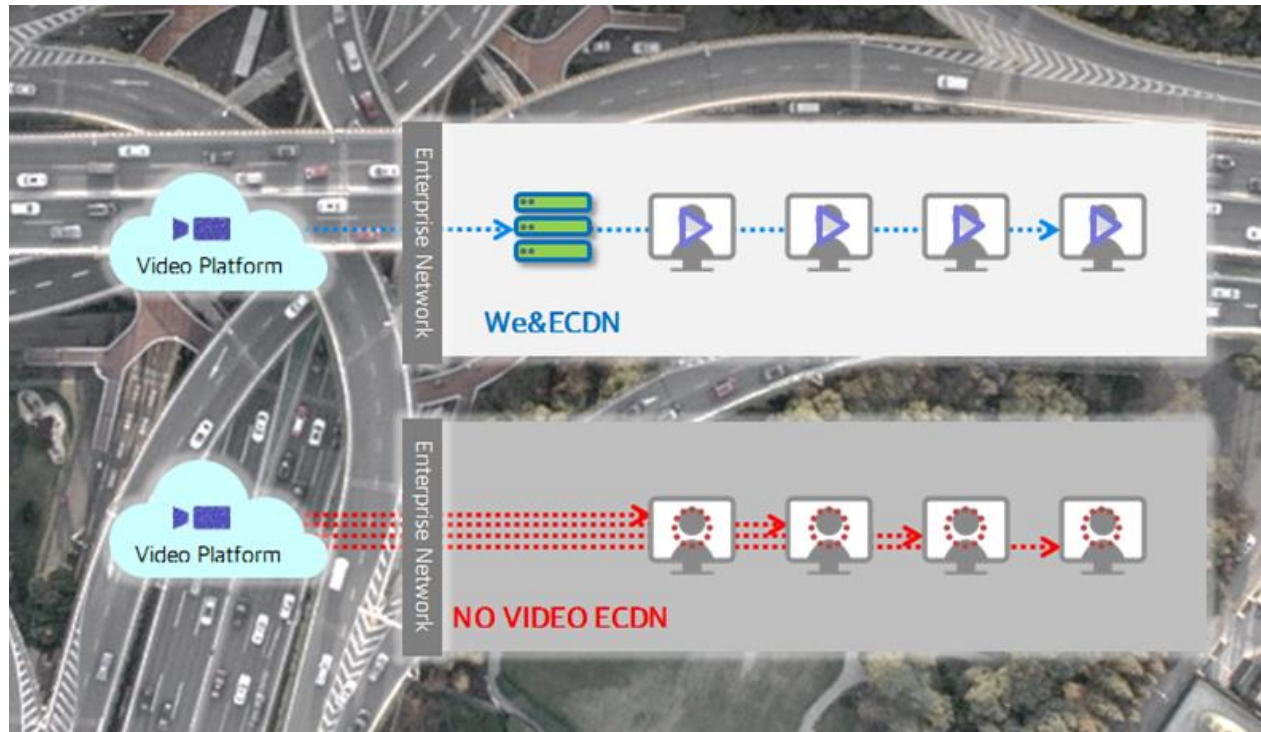 Video Platform
Enterprise Network
We&ECDN
Video Platform
Enterprise Network
NO VIDEO ECDN